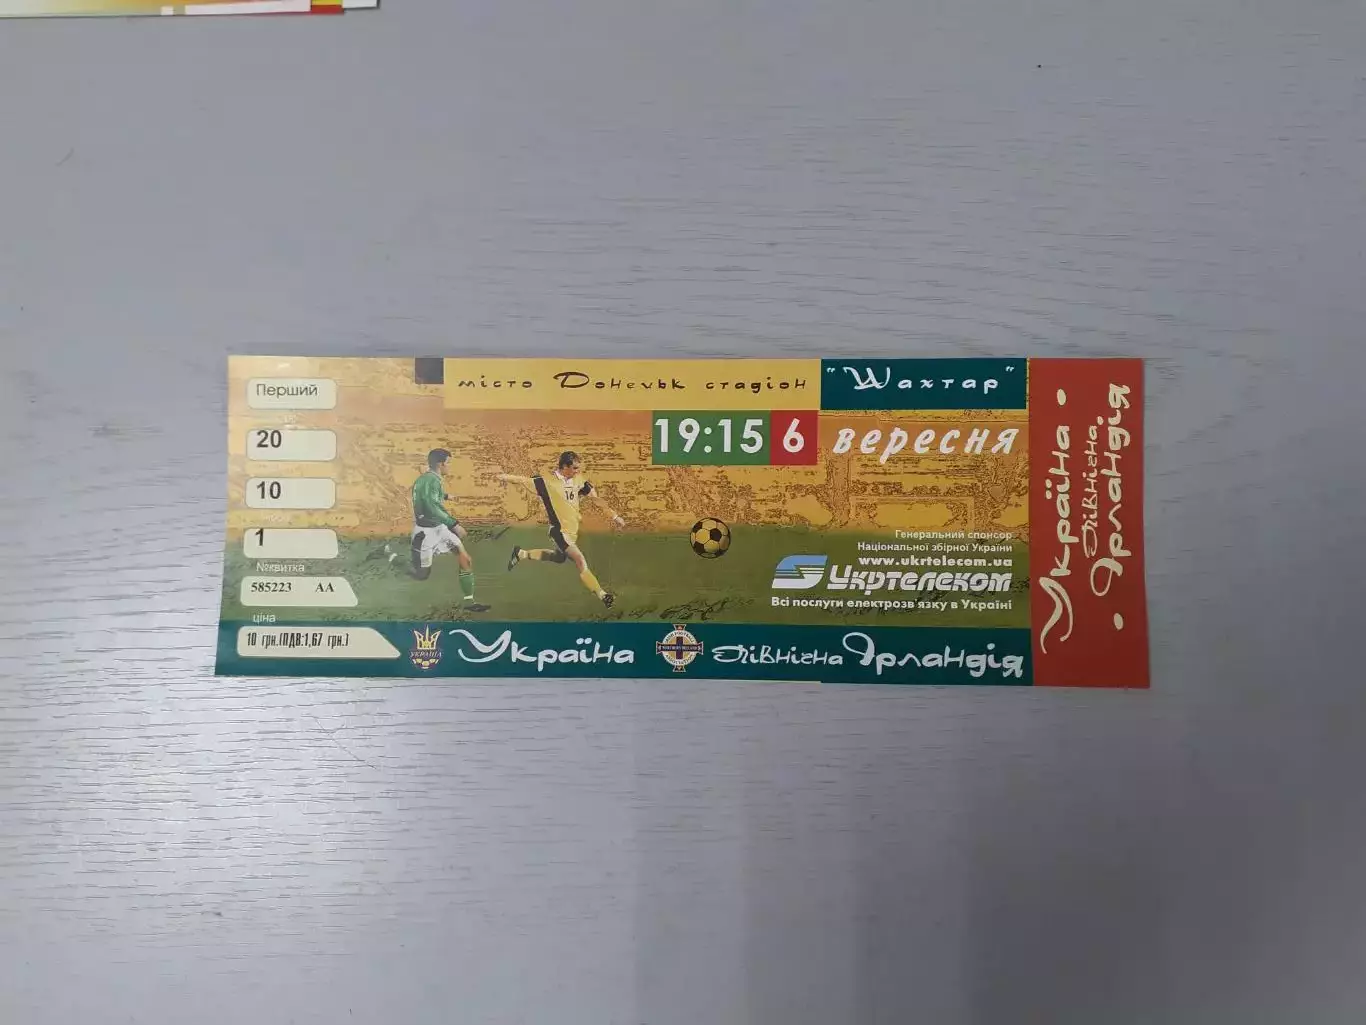 Перший
20
10
1
№квитка
585223 АА
ціна
10 грн.(ПДВ:1,67 грн.)
місто Донецьк стадіон "Шахтар"
19:15 6 вересня
16
Генеральний спонсор
Національної збірної України
www.ukrtelecom.ua
Укртелеком
Всі послуги електрозв язку в Україні
УКРАЇНА
Україна
Північна Ірландія
Україна
Північна
Ірландія